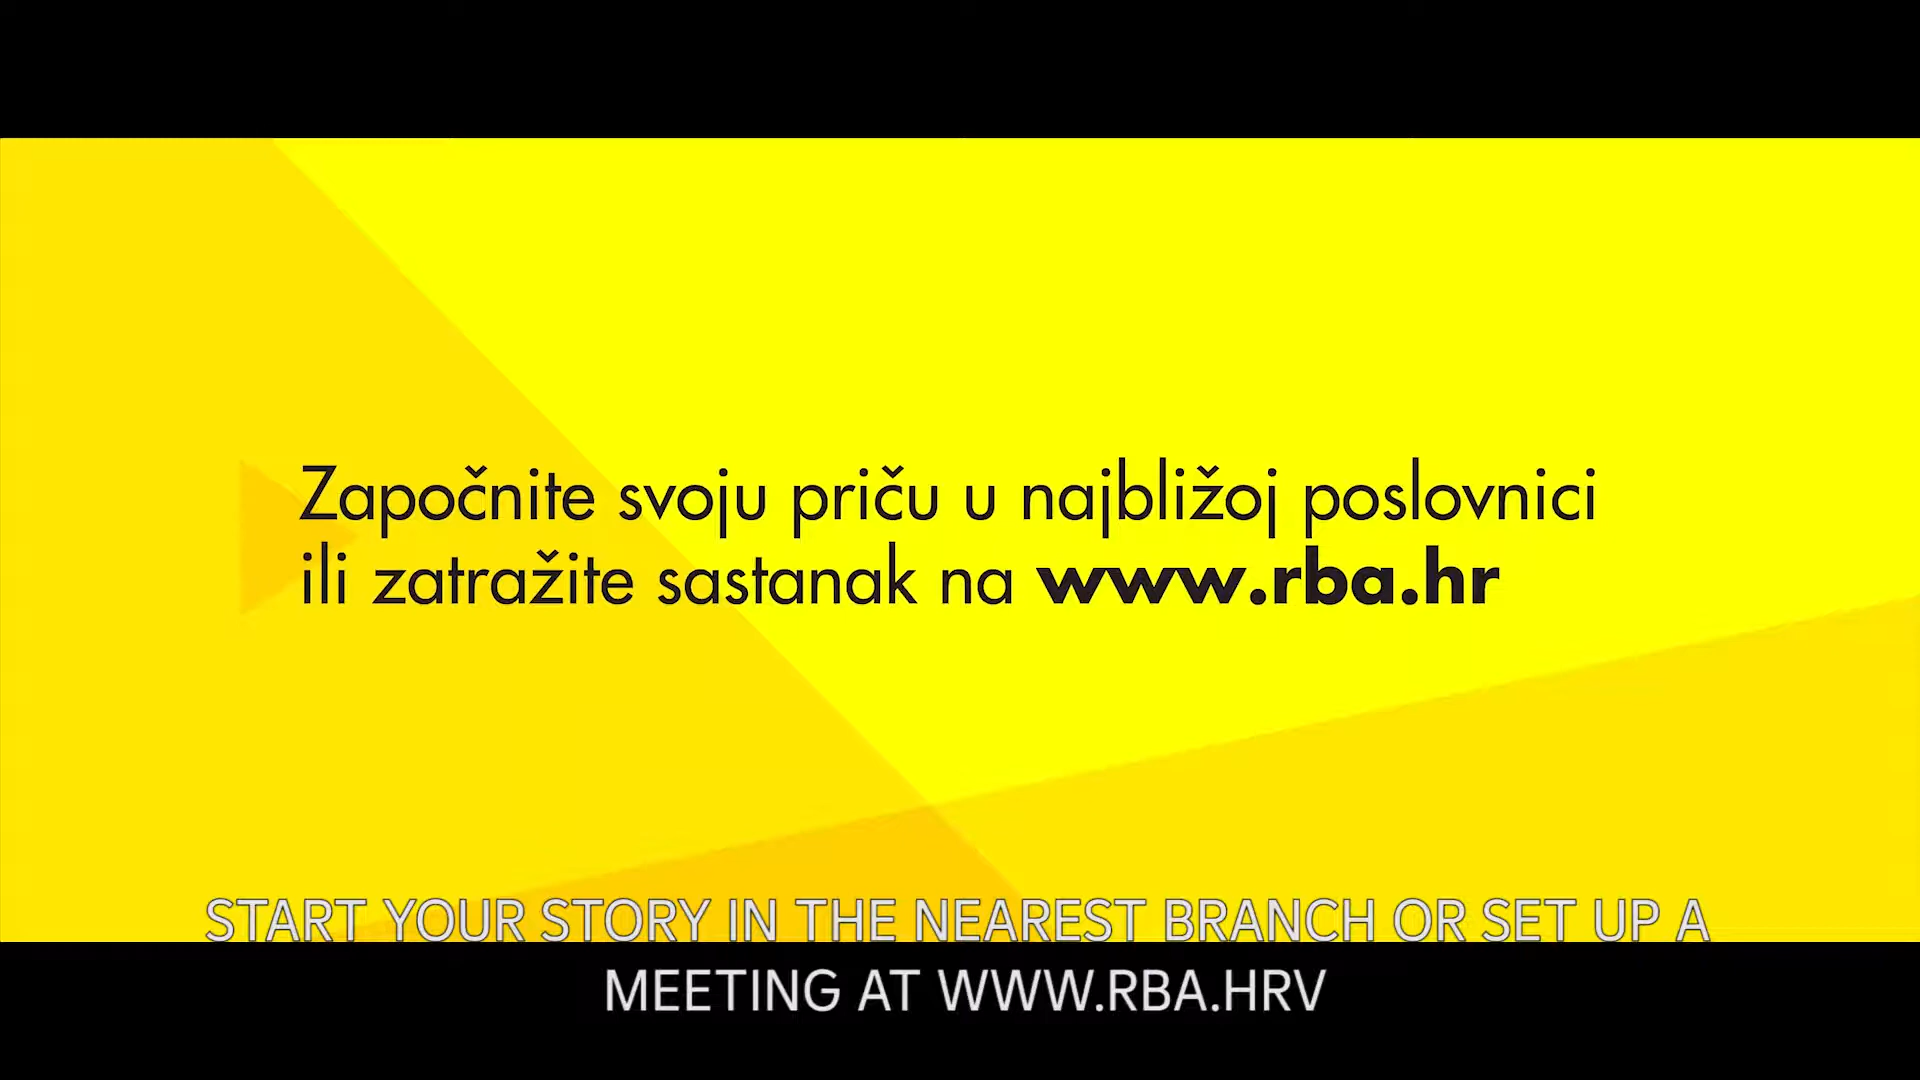 Započnite svoju priču u najbližoj poslovnici
ili zatražite sastanak na www.rba.hr
START YOUR STORY IN THE NEAREST BRANCH OR SET UP A
MEETING AT WWW.RBA.HRV